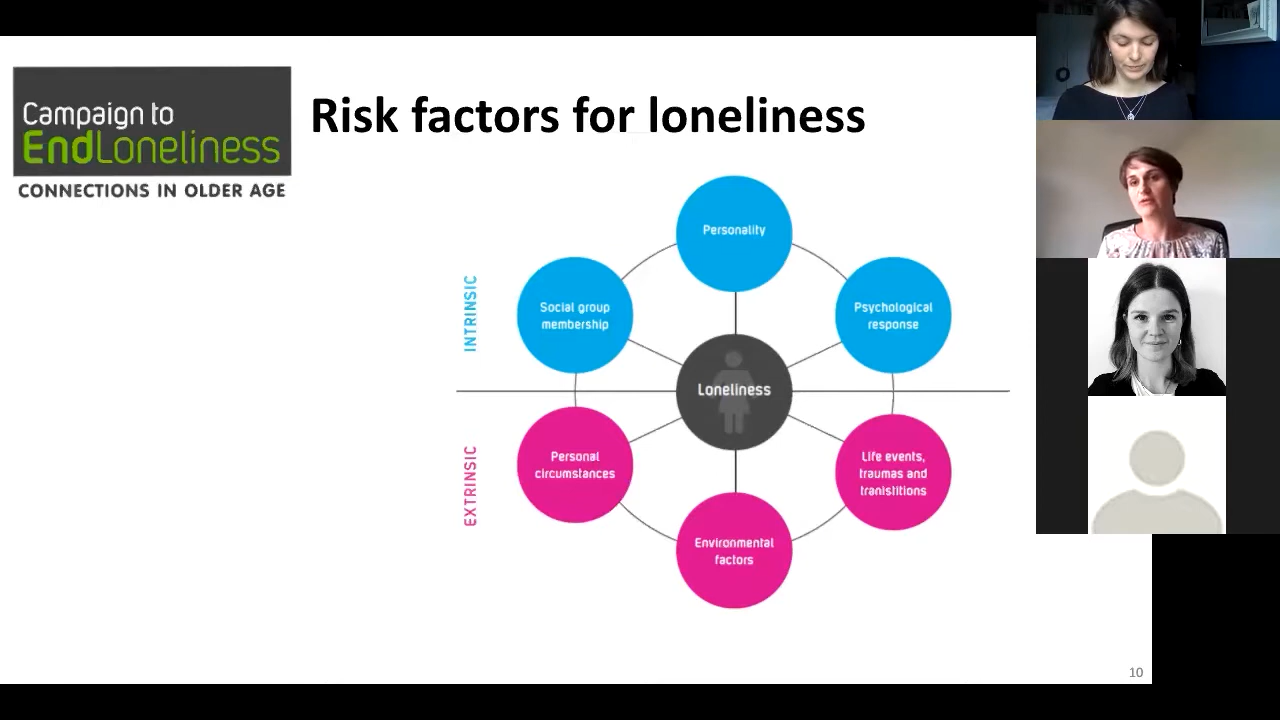 Campaign to
EndLoneliness
CONNECTIONS IN OLDER AGE
Risk factors for loneliness
INTRINSIC
Personality
Social group
membership
Psychological
response
Loneliness
EXTRINSIC
Personal
circumstances
Life events,
traumas and
tranistitions
Environmental
factors
10